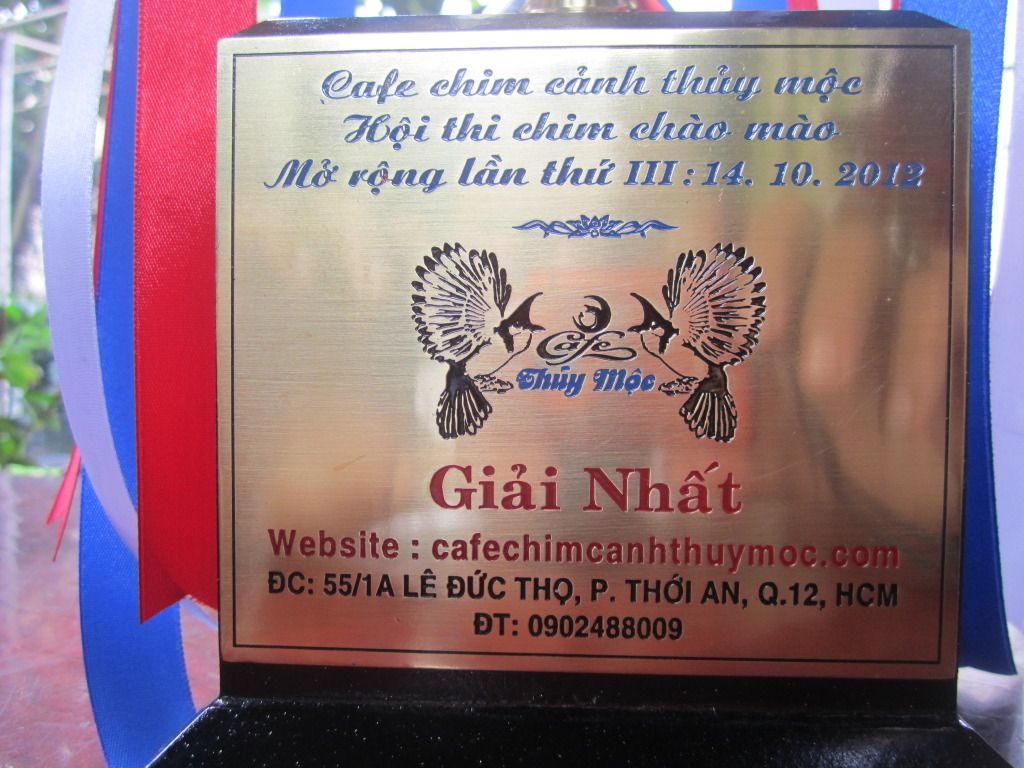 Cafe chim cảnh thủy mộc
Hội thi chim chào mào
Mở rộng lần thứ III : 14. 10. 2012
Cafe
Thủy Mộc
Giải Nhất
Website : cafechimcanhthuymoc.com
ĐC: 55/1A LÊ ĐỨC THỌ, P. THỚI AN, Q.12, HCM
ĐT: 0902488009